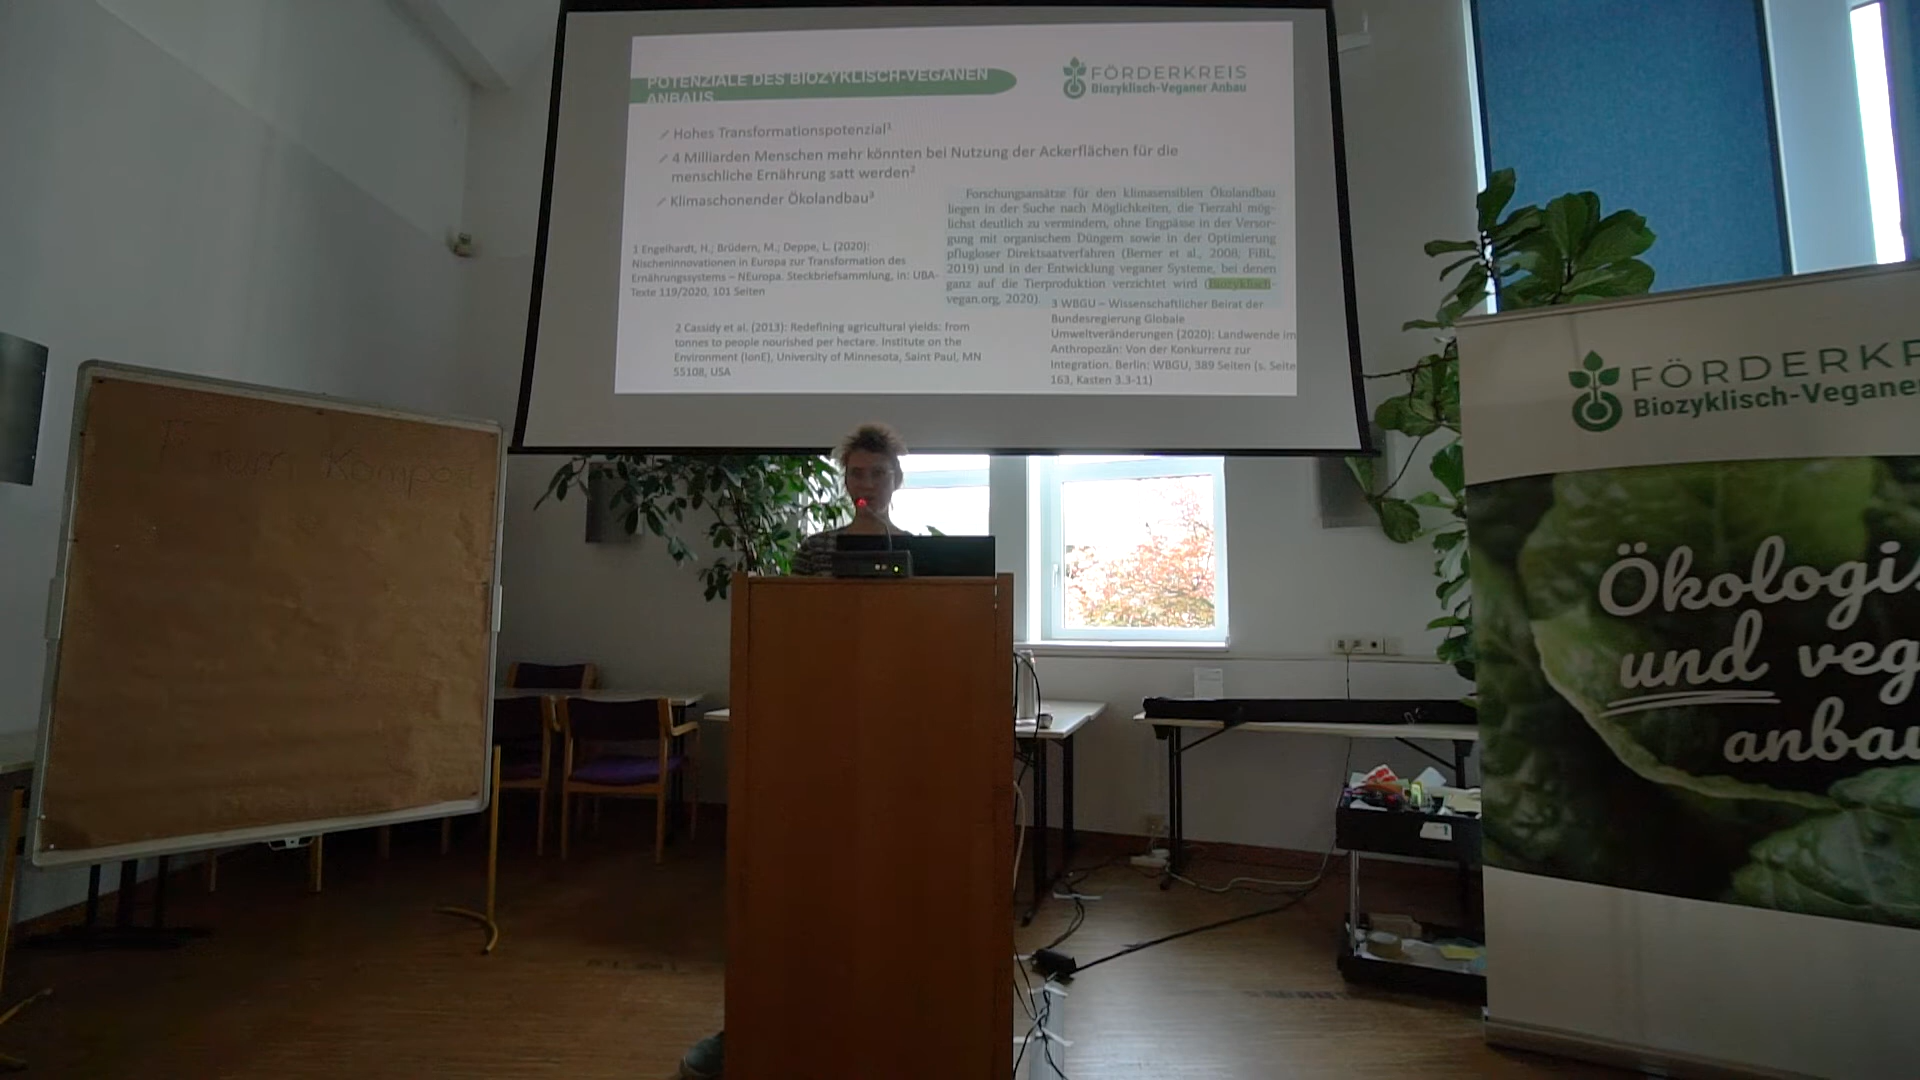 POTENZIALE DES BIOZYKLISCH-VEGANEN
ANBAUS
FÖRDERKREIS
Biozyklisch-Veganer Anbau
Hohes Transformationspotenzial¹
4 Milliarden Menschen mehr könnten bei Nutzung der Ackerflächen für die
menschliche Ernährung satt werden²
Klimaschonender Ökolandbau³
Forschungsansätze für den klimasensiblen Ökolandbau
liegen in der Suche nach Möglichkeiten, die Tierzahl mög-
lichst deutlich zu vermindern, ohne Engpässe in der Versor-
gung mit organischem Düngern sowie in der Optimierung
pflugloser Direktsaatverfahren (Berner et al., 2008; FiBL,
2019) und in der Entwicklung veganer Systeme, bei denen
ganz auf die Tierproduktion verzichtet wird (Biozyklisch-
vegan.org, 2020).
1 Engelhardt, H.; Brüdern, M.; Deppe, L. (2020):
Nischeninnovationen in Europa zur Transformation des
Ernährungssystems – NEuropa. Steckbriefsammlung, in: UBA-
Texte 119/2020, 101 Seiten
2 Cassidy et al. (2013): Redefining agricultural yields: from
tonnes to people nourished per hectare. Institute on the
Environment (IonE), University of Minnesota, Saint Paul, MN
55108, USA
3 WBGU – Wissenschaftlicher Beirat der
Bundesregierung Globale
Umweltveränderungen (2020): Landwende im
Anthropozän: Von der Konkurrenz zur
Integration. Berlin: WBGU, 389 Seiten (s. Seite
163, Kasten 3.3-11)
Kompost
FÖRDERKR
Biozyklisch-Veganer
Ökologis
und veg
anbau